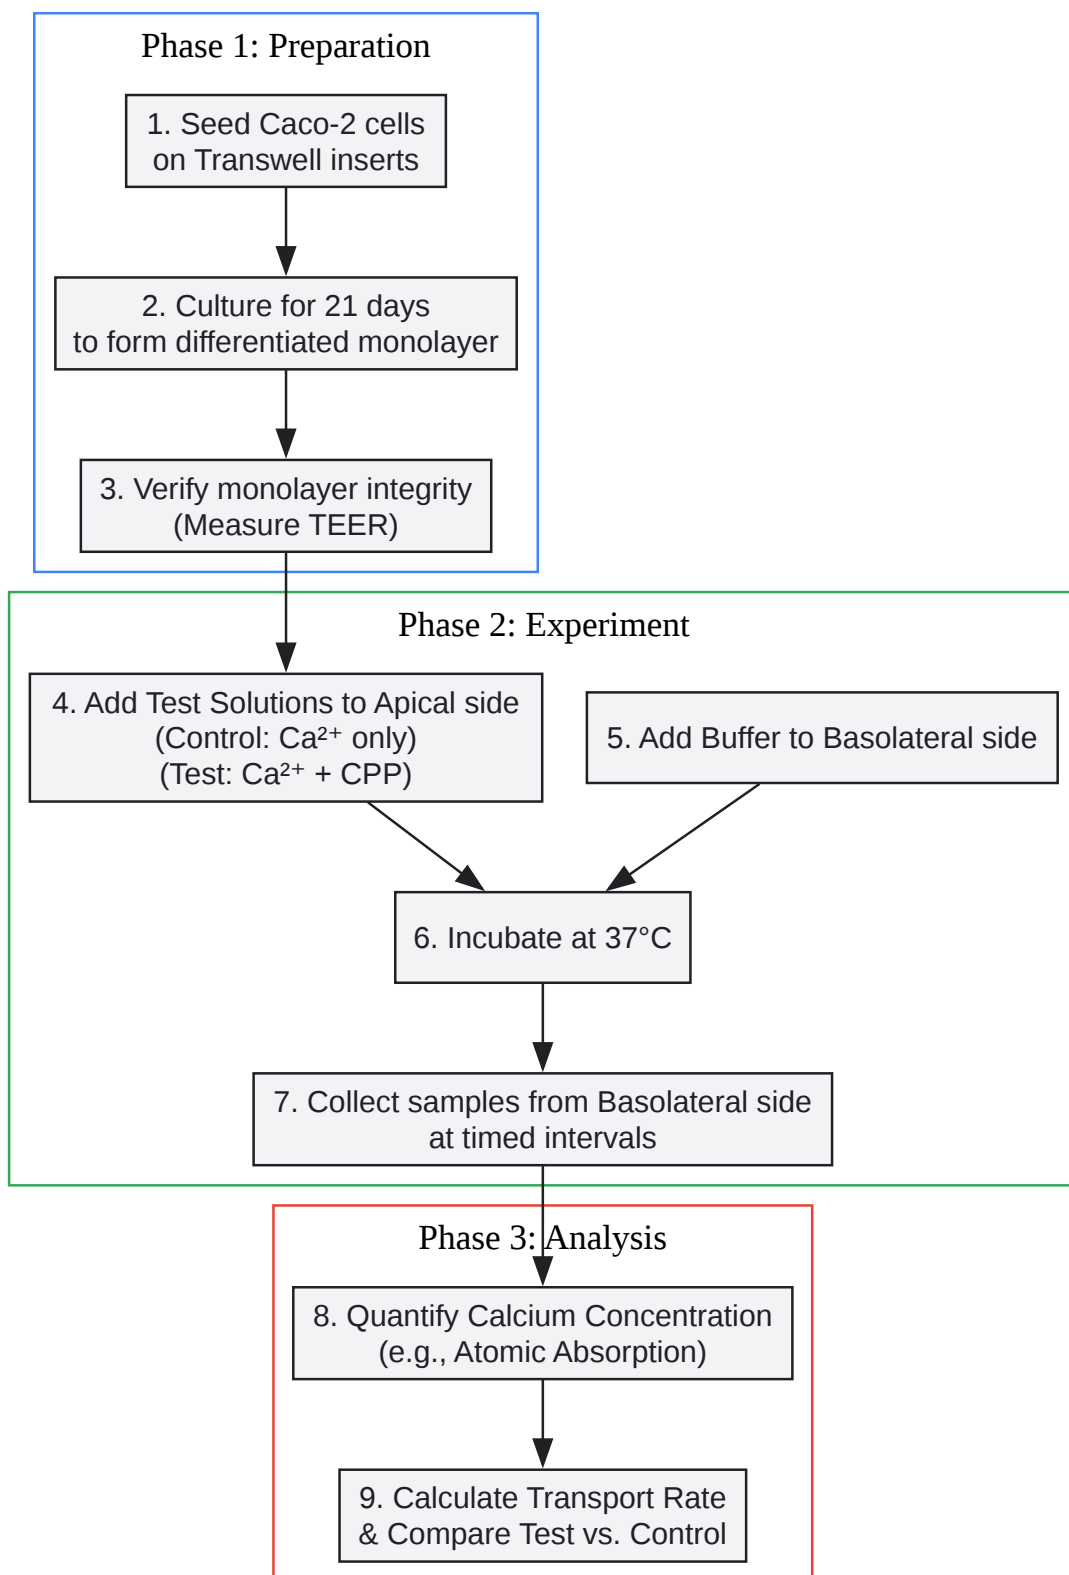 Phase 1: Preparation
1. Seed Caco-2 cells
on Transwell inserts
2. Culture for 21 days
to form differentiated monolayer
3. Verify monolayer integrity
(Measure TEER)
Phase 2: Experiment
4. Add Test Solutions to Apical side
(Control: Ca²⁺ only)
(Test: Ca²⁺ + CPP)
5. Add Buffer to Basolateral side
6. Incubate at 37°C
7. Collect samples from Basolateral side
at timed intervals
Phase 3: Analysis
8. Quantify Calcium Concentration
(e.g., Atomic Absorption)
9. Calculate Transport Rate
& Compare Test vs. Control